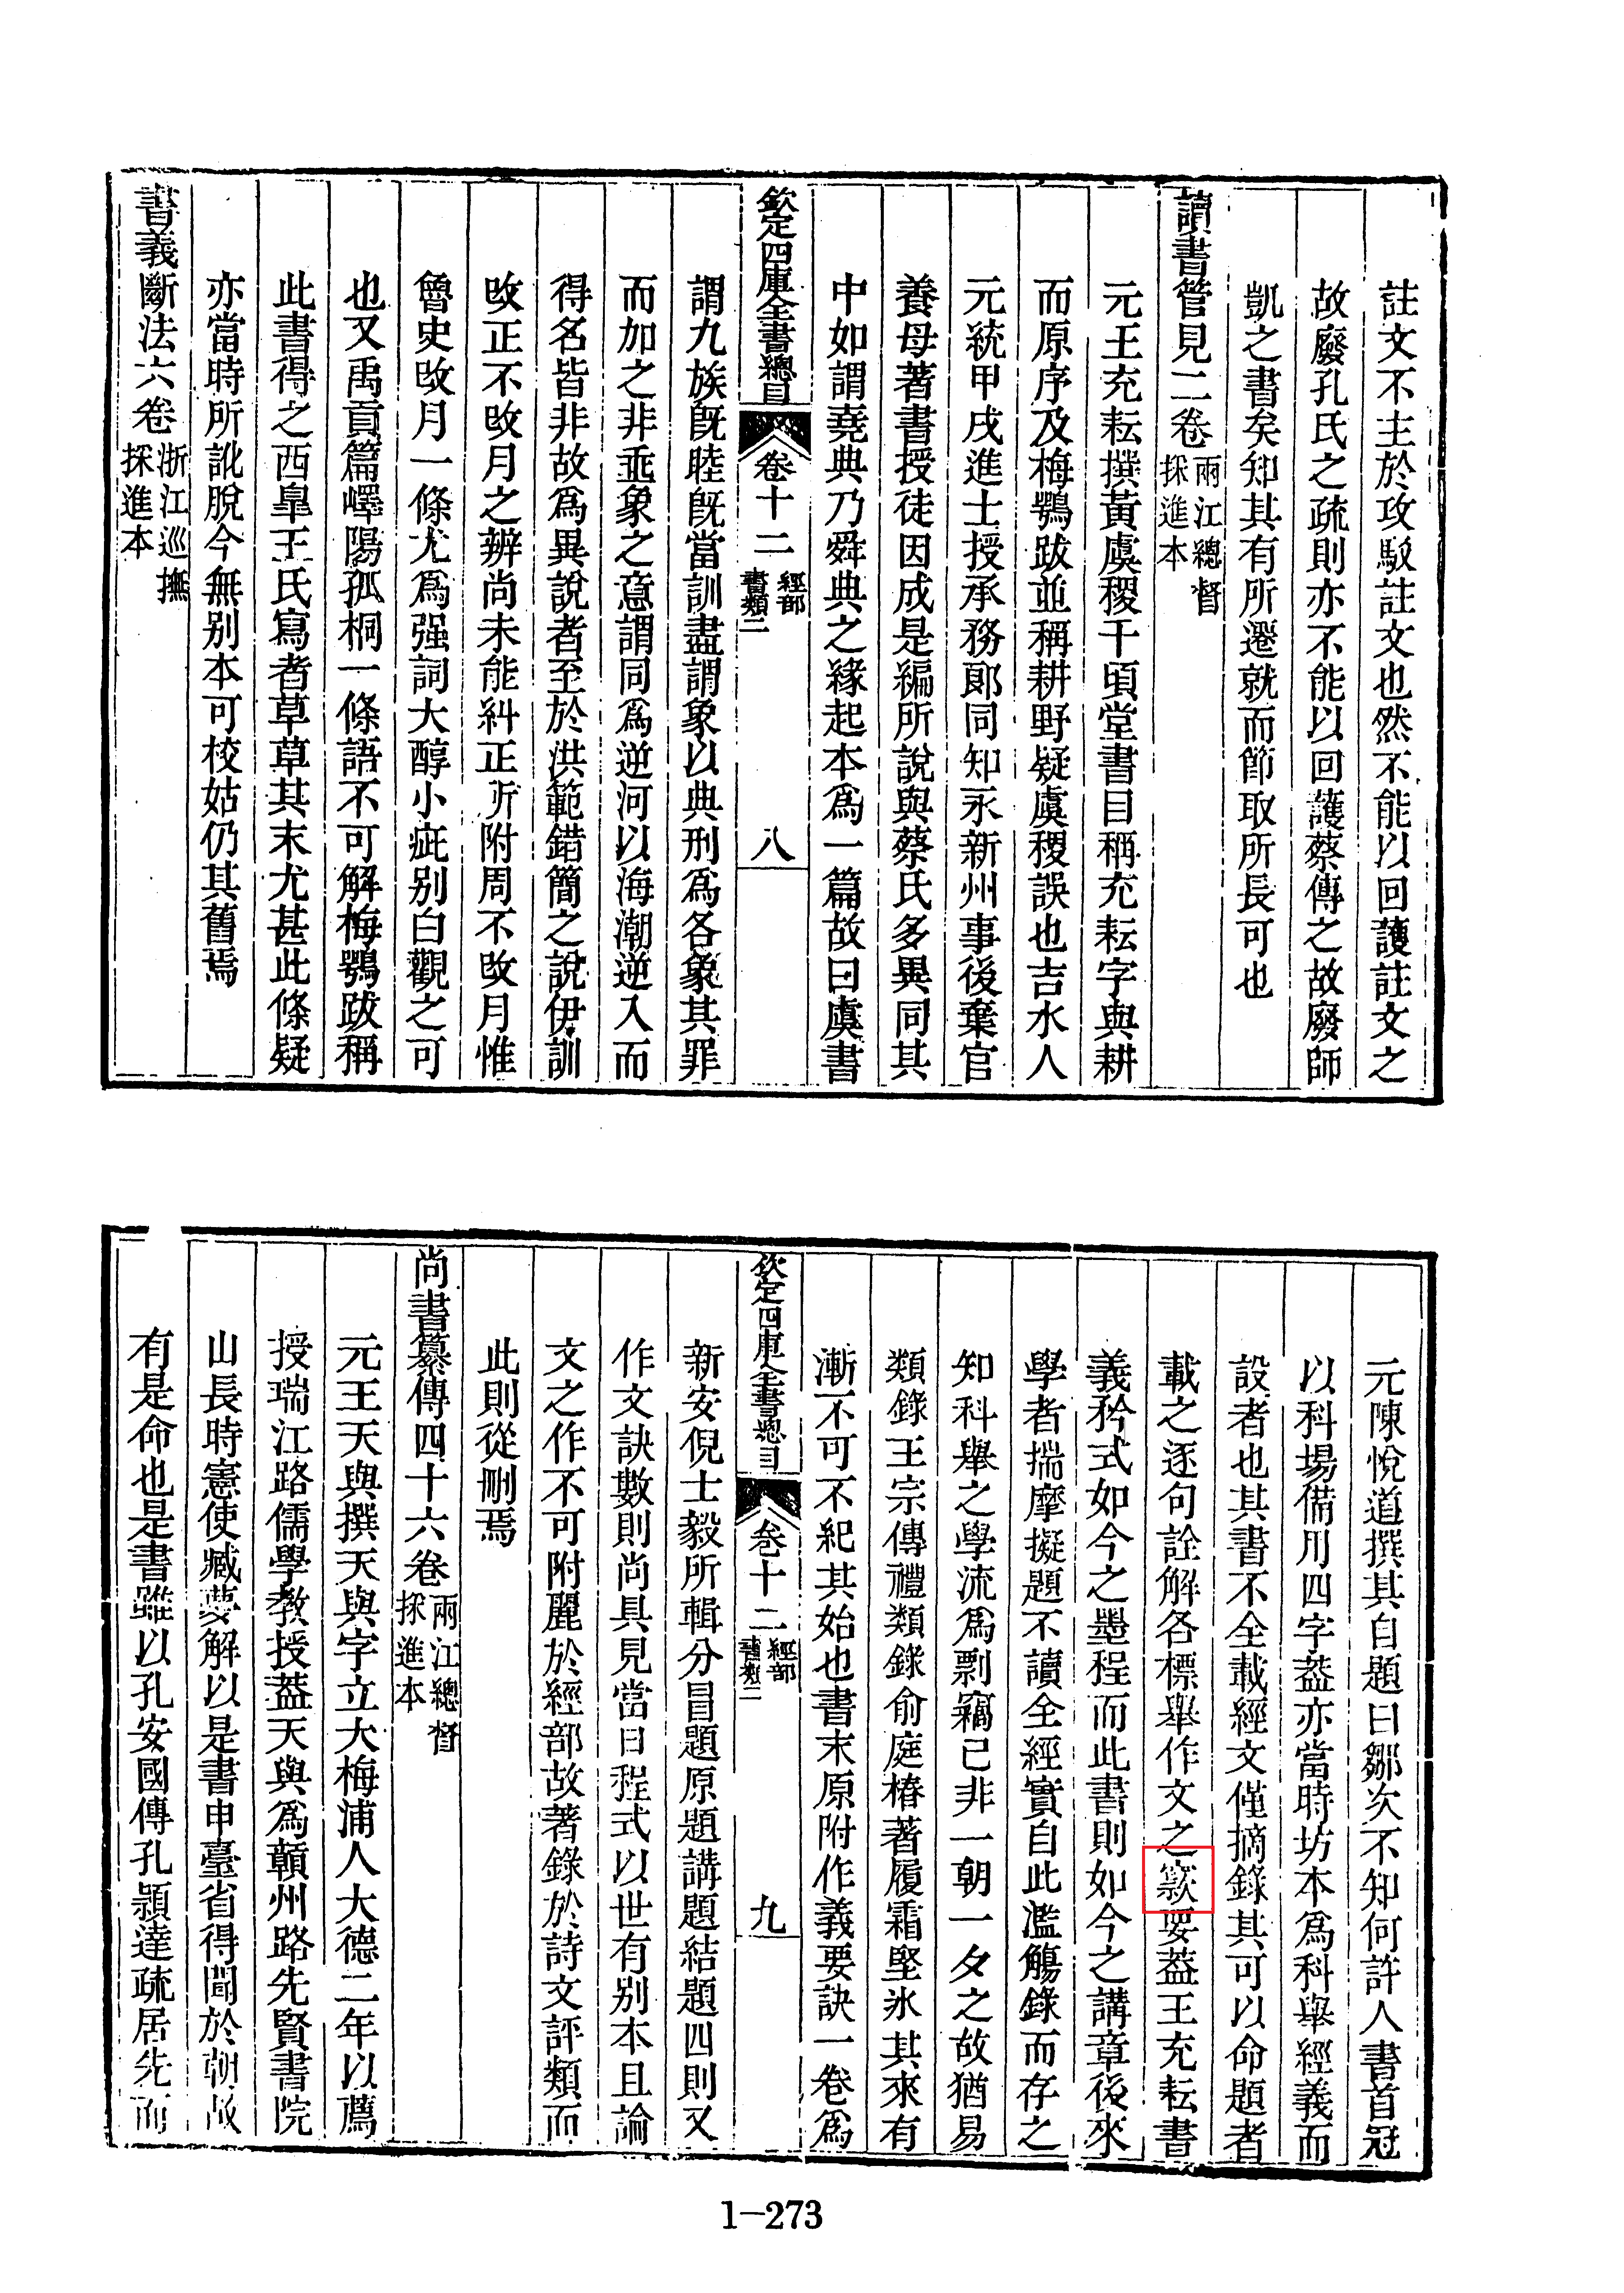 註文不主於攻駁註文也然不能以回護註文之
故廢孔氏之疏則亦不能以回護蔡傳之故廢師
凱之書矣知其有所遷就而節取所長可也
讀書管見二卷兩江總督採進本
元王充耘撰黃虞稷千頃堂書目稱充耘字與耕
而原序及梅鶚跋並稱耕野疑虞稷誤也吉水人
元統甲戌進士授承務郎同知永新州事後棄官
養母著書授徒因成是編所說與蔡氏多異同其
中如謂堯典乃舜典之緣起本爲一篇故曰虞書
欽定四庫全書總目 卷十二 經部 書類二 八
謂九族旣睦旣當訓盡謂象以典刑爲各象其罪
而加之非垂象之意謂同爲逆河以海潮逆入而
得名皆非故爲異說者至於洪範錯簡之說伊訓
改正不改月之辨尚未能糾正所附周不改月惟
魯史改月一條尤爲强詞大醇小疵别白觀之可
也又禹貢篇嶧陽孤桐一條語不可解梅鶚跋稱
此書得之西皐王氏寫者草草其末尤甚此條疑
亦當時所訛脫今無别本可校姑仍其舊焉
書義斷法六卷浙江巡撫採進本
元陳悅道撰其自題曰鄒次不知何許人書首冠
以科場備用四字葢亦當時坊本爲科舉經義而
設者也其書不全載經文僅摘錄其可以命題者
載之逐句詮解各標舉作文之窾要葢王充耘書
義矜式如今之墨程而此書則如今之講章後來
學者揣摩擬題不讀全經實自此濫觴錄而存之
知科舉之學流爲剽竊已非一朝一夕之故猶易
類錄王宗傳禮類錄俞庭椿著履霜堅氷其來有
漸不可不紀其始也書末原附作義要訣一卷爲
欽定四庫全書總目 卷十二 經部 書類二 九
新安倪士毅所輯分冒題原題講題結題四則又
作文訣數則尚具見當日程式以世有别本且論
文之作不可附麗於經部故著錄於詩文評類而
此則從刪焉
尚書纂傳四十六卷兩江總督採進本
元王天與撰天與字立大梅浦人大德二年以薦
授瑞江路儒學教授葢天與爲贛州路先賢書院
山長時憲使臧夢解以是書申臺省得聞於朝故
有是命也是書雖以孔安國傳孔潁達疏居先而
1—273